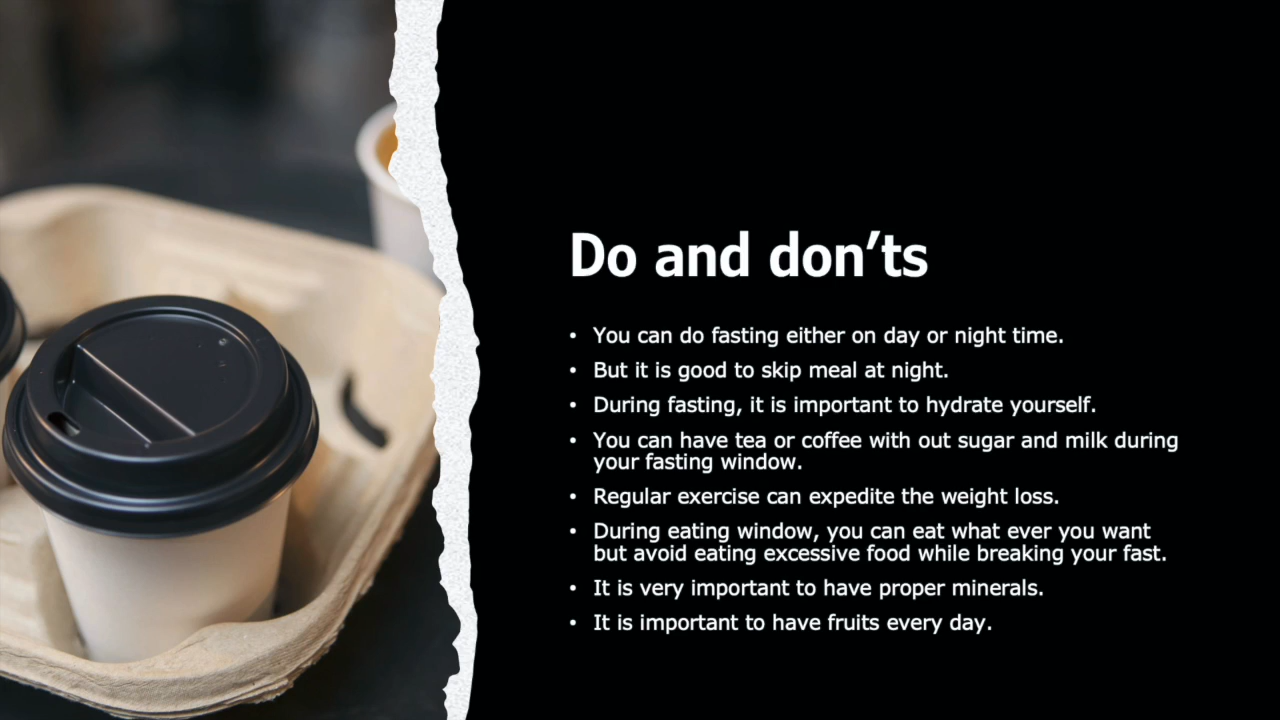 Do and don’ts
• You can do fasting either on day or night time.
• But it is good to skip meal at night.
• During fasting, it is important to hydrate yourself.
• You can have tea or coffee with out sugar and milk during
your fasting window.
• Regular exercise can expedite the weight loss.
• During eating window, you can eat what ever you want
but avoid eating excessive food while breaking your fast.
• It is very important to have proper minerals.
• It is important to have fruits every day.